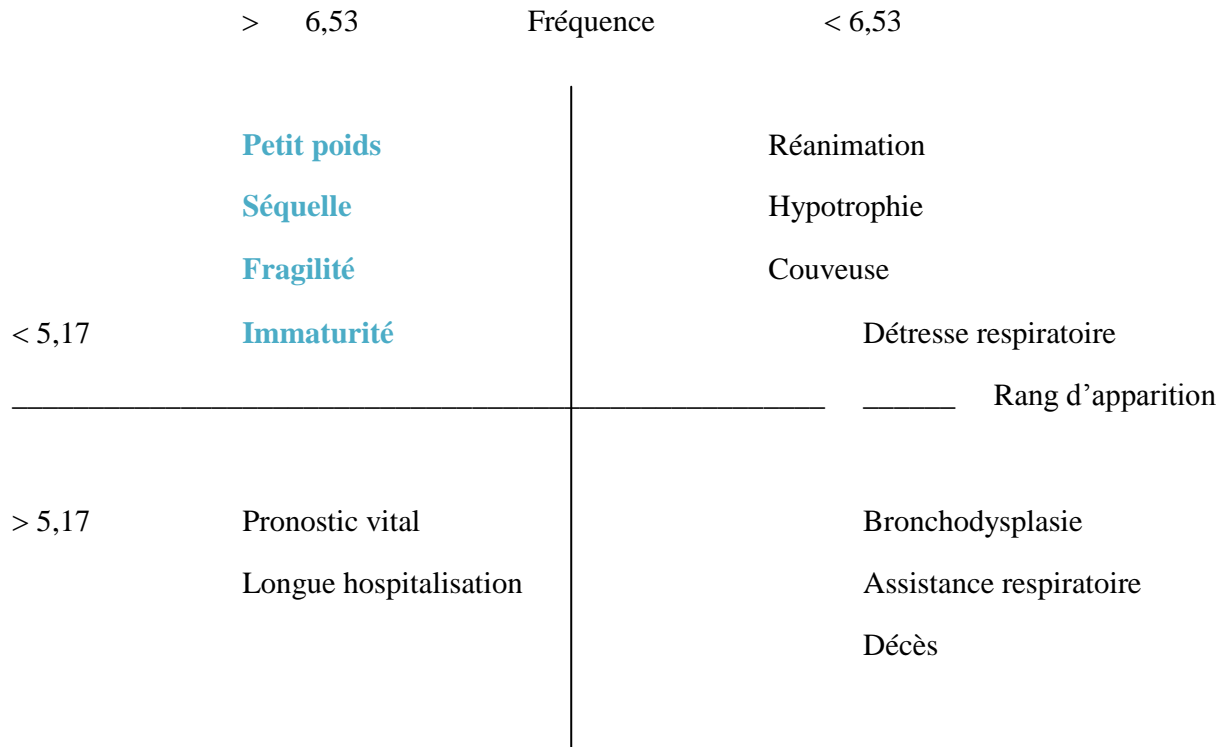 > 6,53 Fréquence < 6,53
Petit poids Réanimation
Séquelle Hypotrophie
Fragilité Couveuse
< 5,17 Immaturité Détresse respiratoire
Rang d’apparition
> 5,17 Pronostic vital Bronchodysplasie
Longue hospitalisation Assistance respiratoire
Décès